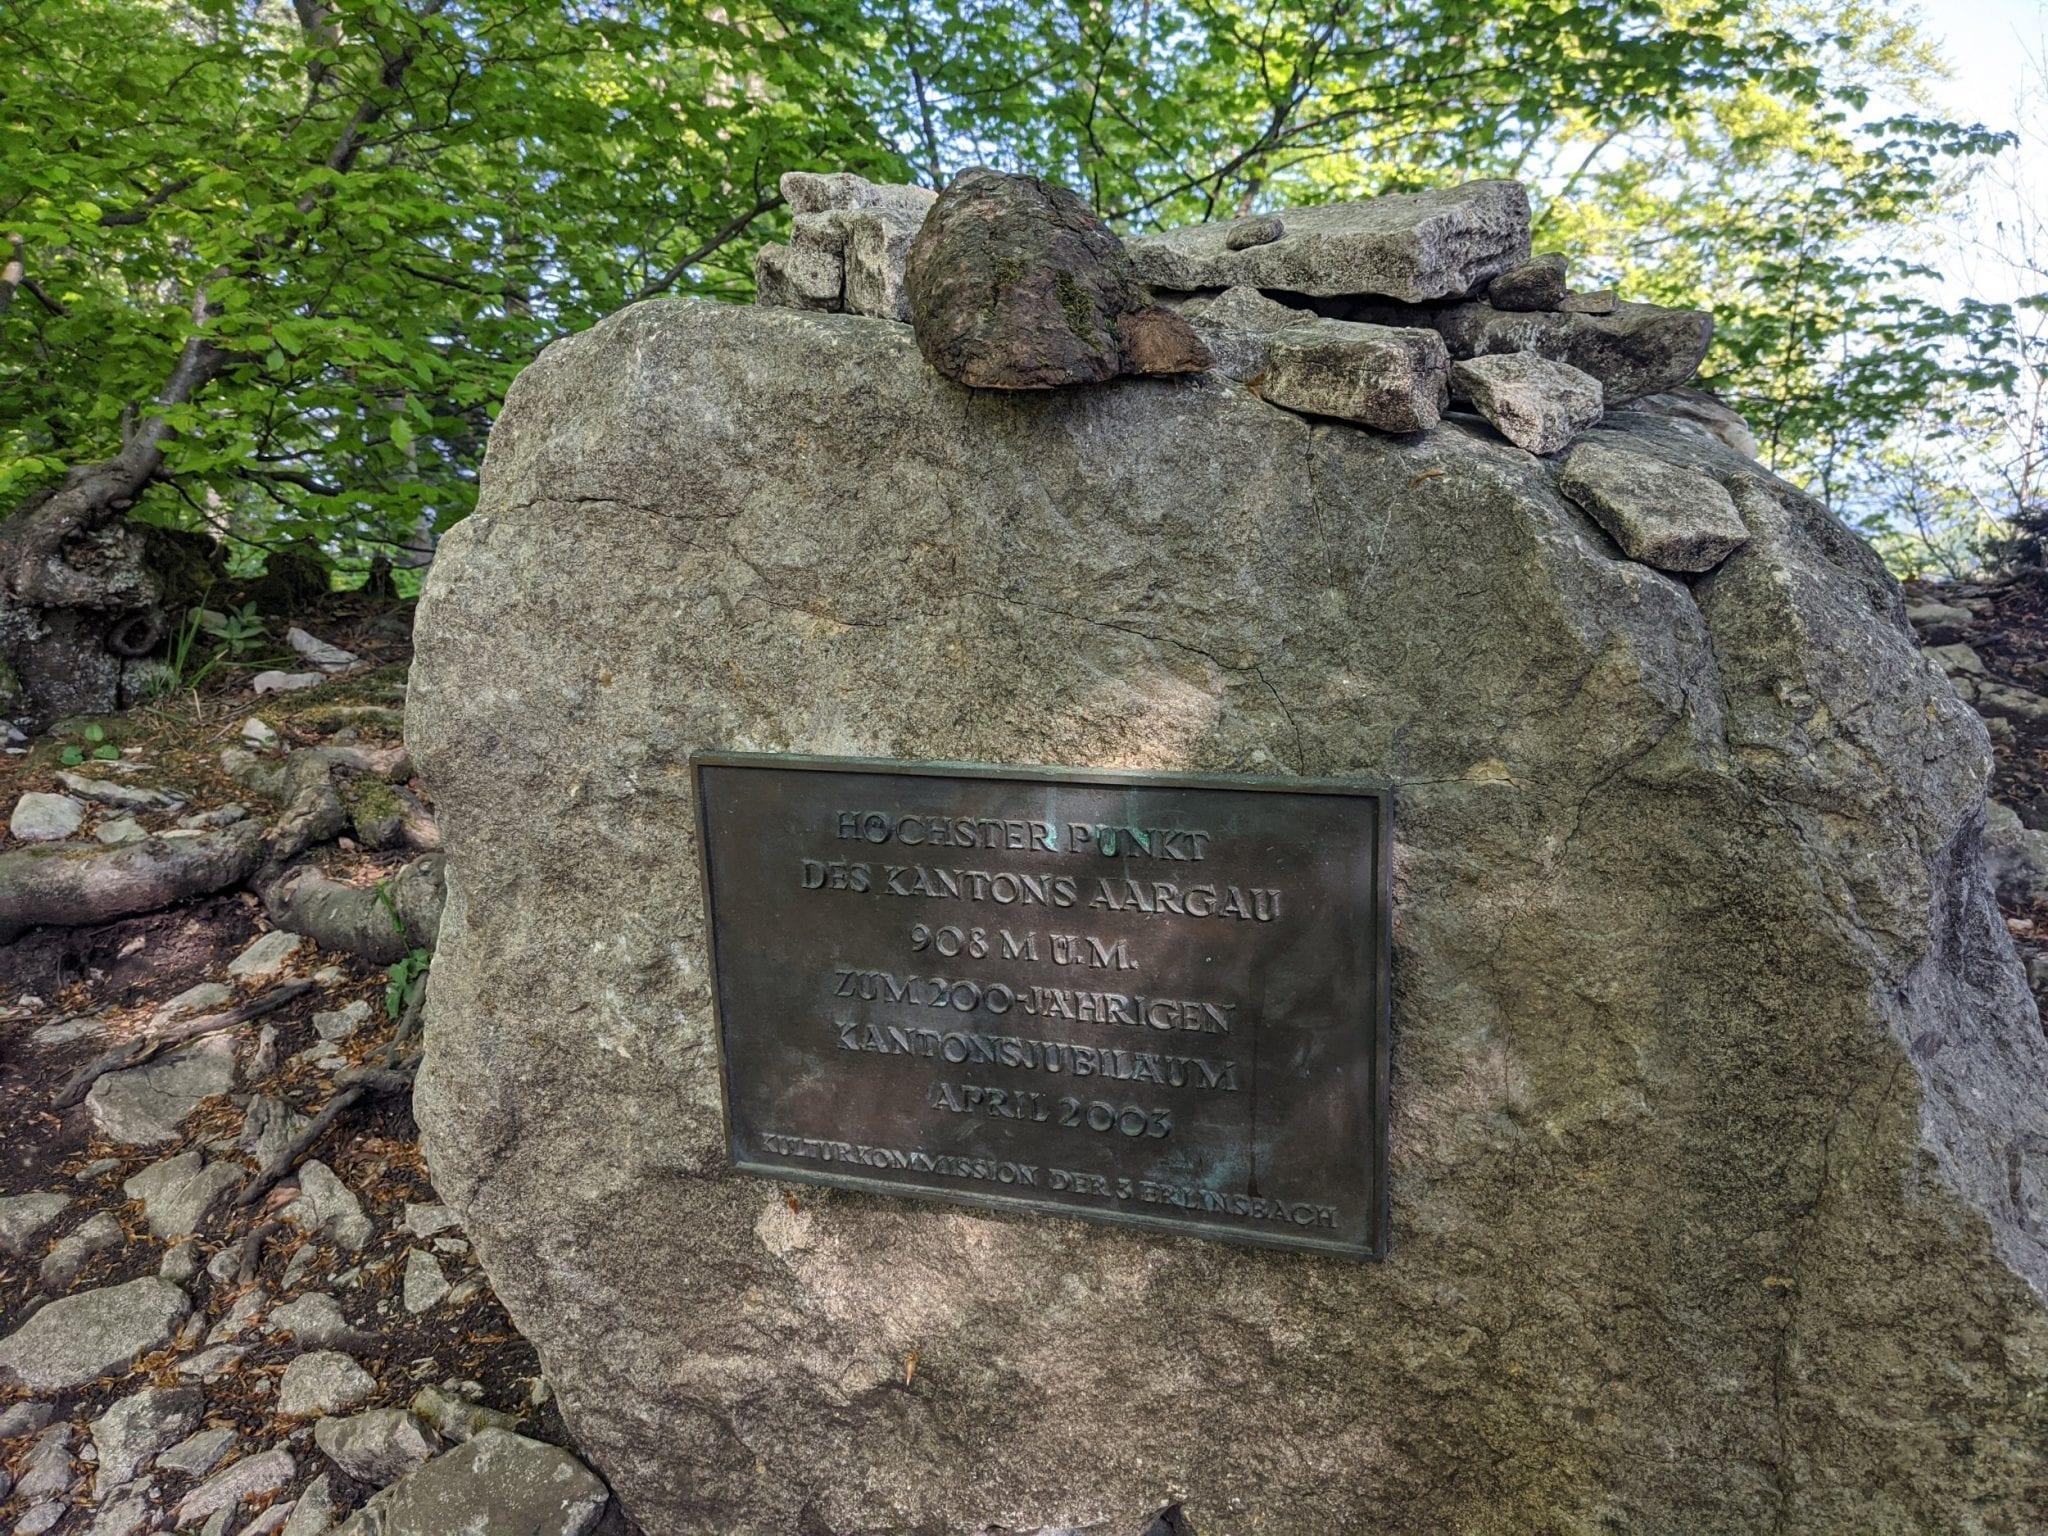 HÖCHSTER PUNKT
DES KANTONS AARGAU
908 M Ü.M.
ZUM 200-JÄHRIGEN
KANTONSJUBILÄUM
APRIL 2003
KULTURKOMMISSION DER 3 ERLINSBACH